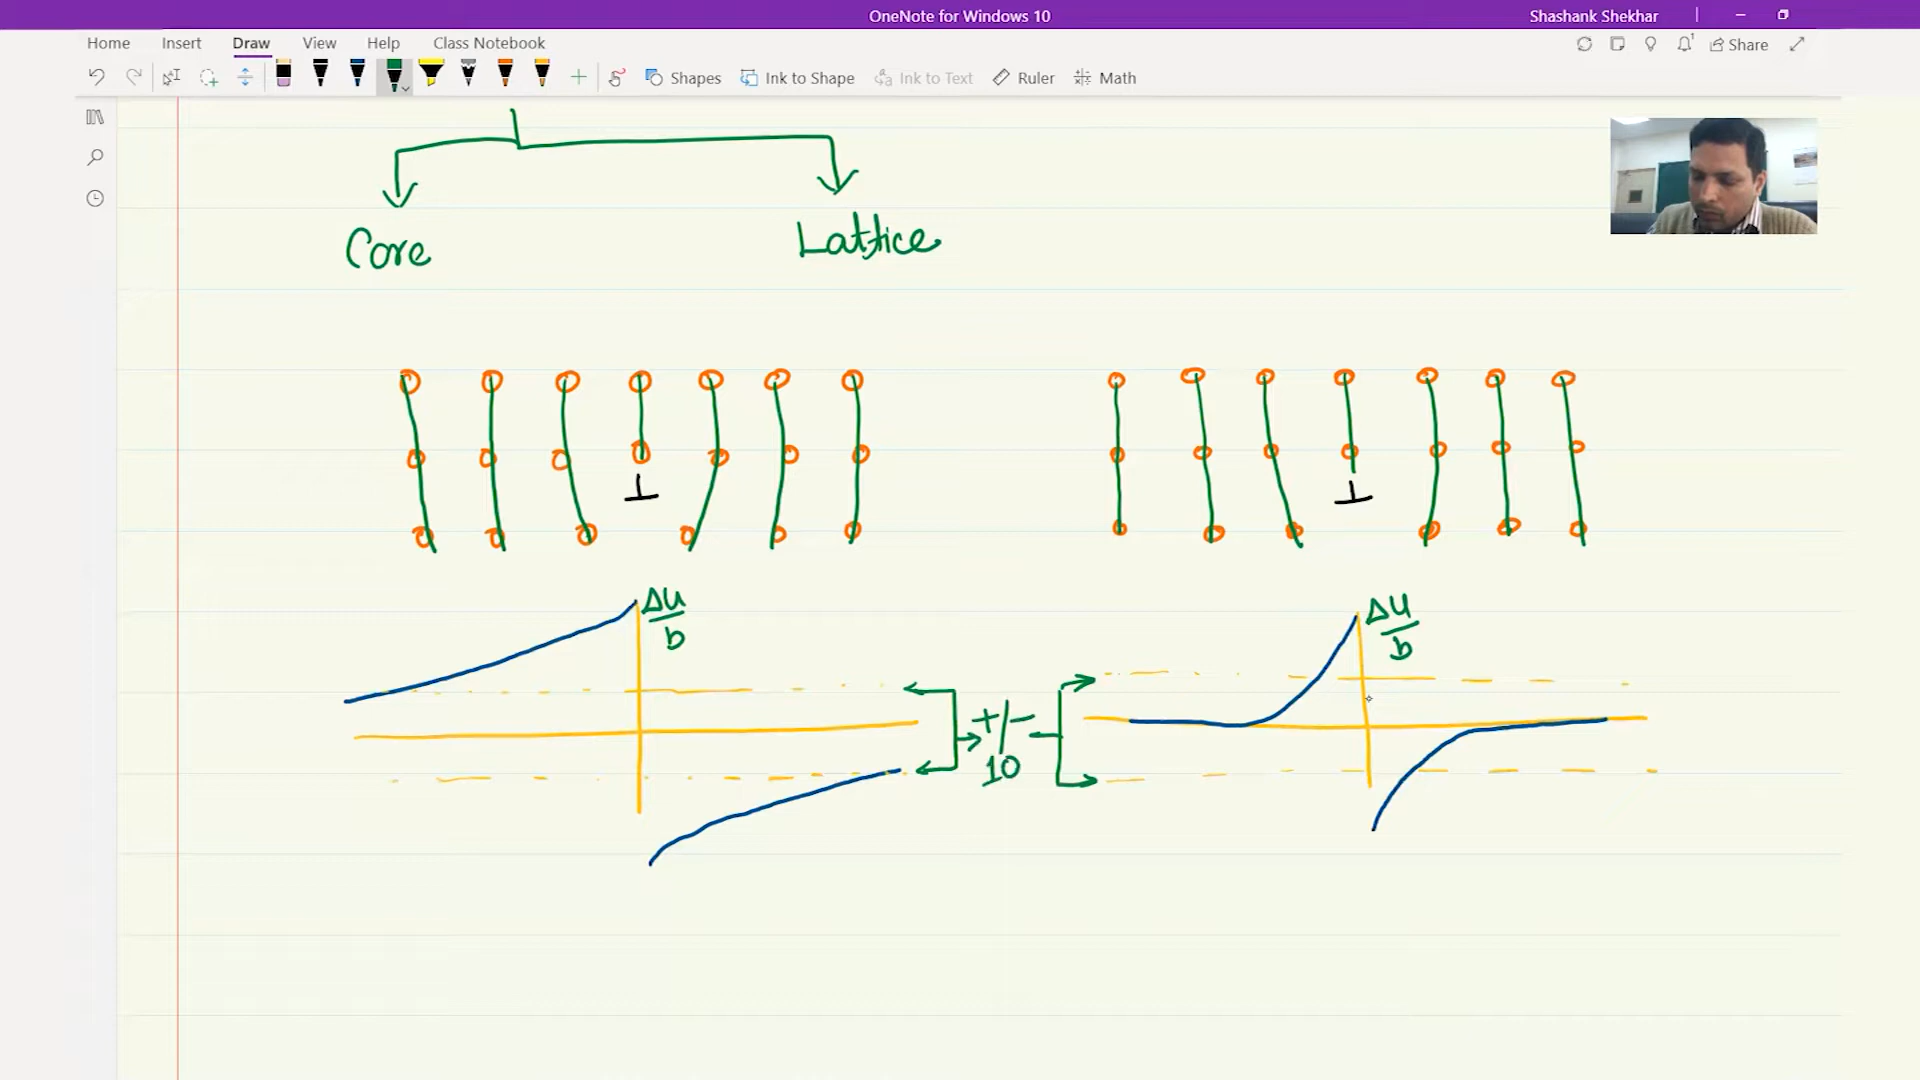 OneNote for Windows 10
Shashank Shekhar
Home Insert Draw View Help Class Notebook
Share
Shapes Ink to Shape Ink to Text Ruler Math
Core
Lattice
⊥
⊥
Δu
b
Δu
b
+/-
10